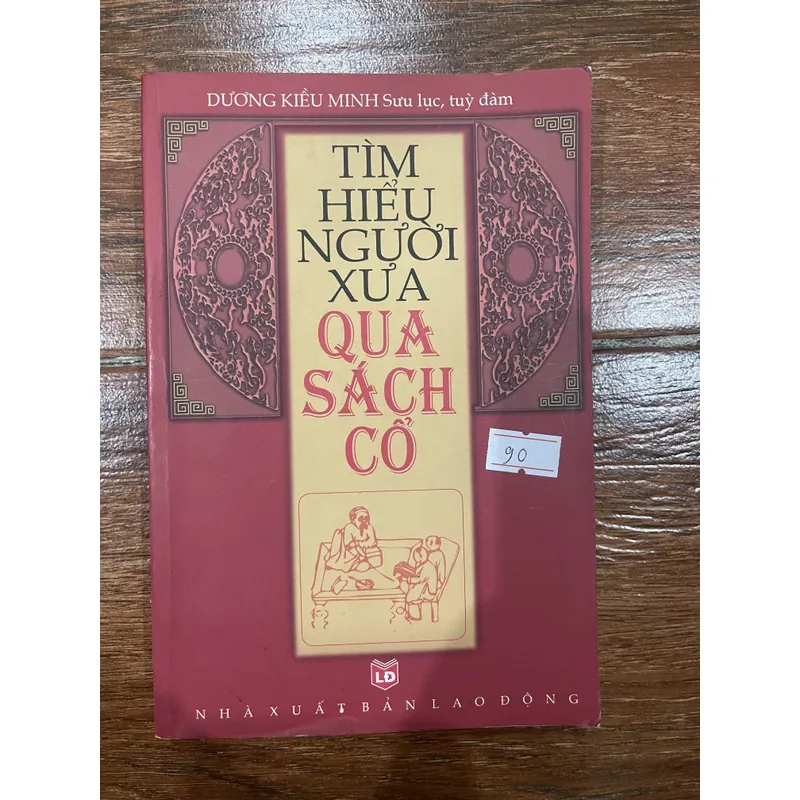 DƯƠNG KIỀU MINH Sưu lục, tuỳ đàm
TÌM
HIỂU
NGƯỜI
XƯA
QUA
SÁCH
CỔ
90
LĐ
NHÀ XUẤT BẢN LAO ĐỘNG